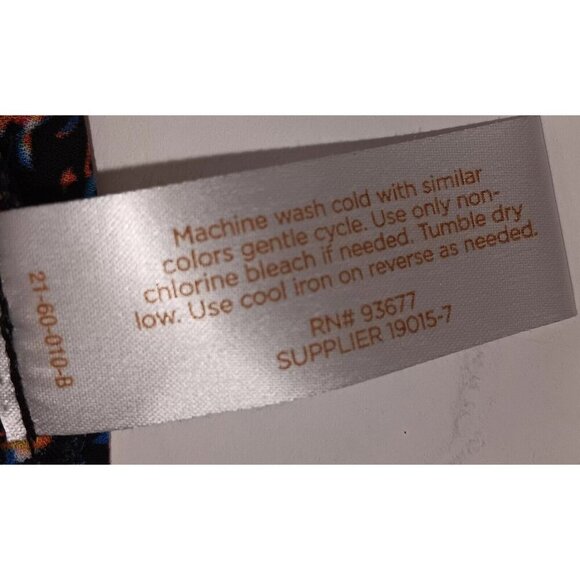 Machine wash cold with similar
colors gentle cycle. Use only non-
chlorine bleach if needed. Tumble dry
low. Use cool iron on reverse as needed.
RN# 93677
SUPPLIER 19015-7
21-60-010-B